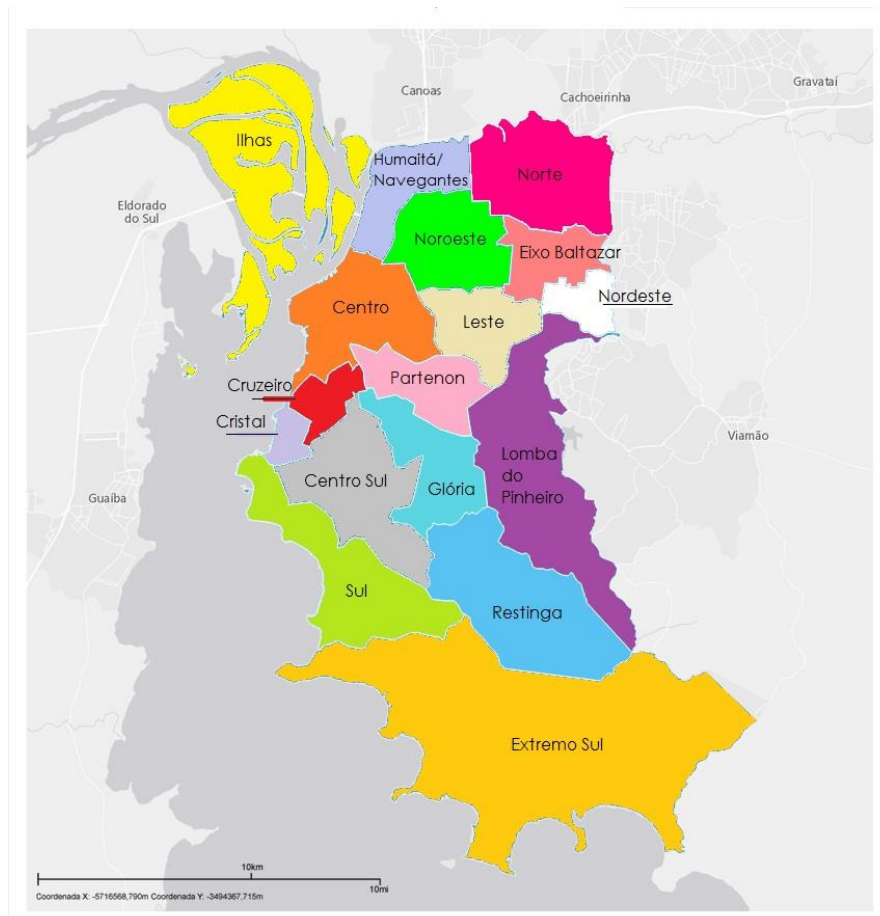 Gravataí
Canoas
Cachoeirinha
Ilhas
Humaitá/
Navegantes
Norte
Eldorado
do Sul
Noroeste
Eixo Baltazar
Nordeste
Centro
Leste
Partenon
Cruzeiro
Cristal
Viamão
Lomba
do
Pinheiro
Centro Sul
Glória
Guaíba
Sul
Restinga
Extremo Sul
10km
10mi
Coordenada X: -5716568,790m Coordenada Y: -3494367,715m